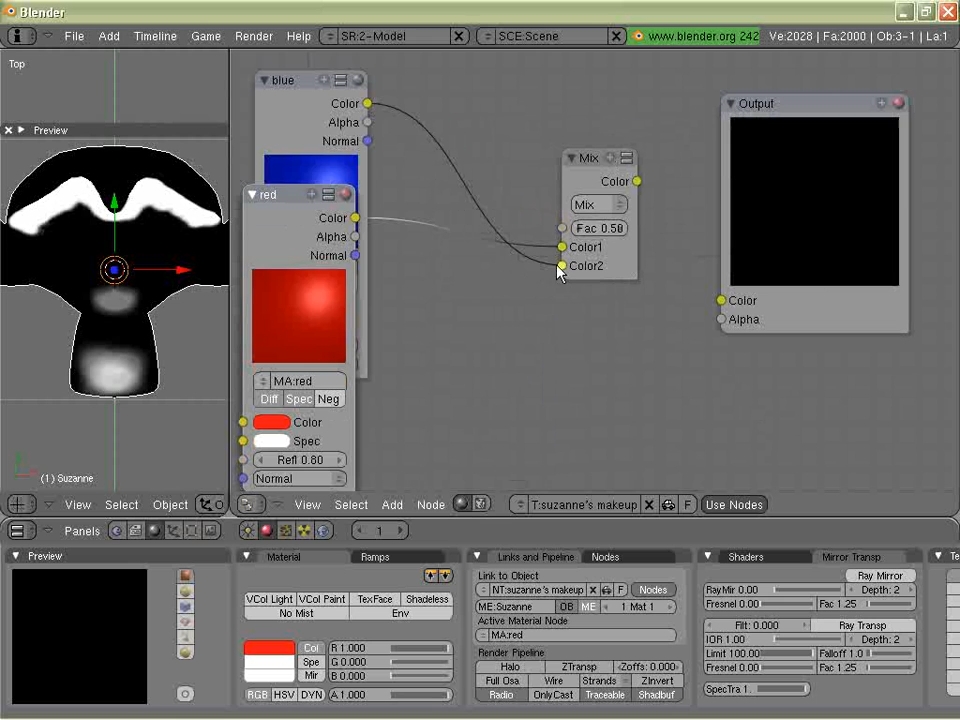 Blender
File Add Timeline Game Render Help SR:2-Model SCE:Scene www.blender.org 242 Ve:2028 | Fa:2000 | Ob:3-1 | La:1
Top
Preview
(1) Suzanne
blue
Color
Alpha
Normal
red
Color
Alpha
Normal
MA:red
Diff Spec Neg
Color
Spec
Refl 0.80
Normal
Mix
Color
Mix
Fac 0.50
Color1
Color2
Output
Color
Alpha
View Select Object
View Select Add Node T:suzanne's makeup F Use Nodes
Panels 1
Preview
Material Ramps
VCol Light VCol Paint TexFace Shadeless
No Mist Env
Col R 1.000
Spe G 0.000
Mir B 0.000
RGB HSV DYN A 1.000
Links and Pipeline Nodes
Link to Object
NT:suzanne's makeup F Nodes
ME:Suzanne OB ME 1 Mat 1
Active Material Node
MA:red
Render Pipeline
Halo ZTransp Zoffs: 0.000
Full Osa Wire Strands ZInvert
Radio OnlyCast Traceable Shadbuf
Shaders Mirror Transp
Ray Mirror
RayMir 0.00 Depth: 2
Fresnel 0.00 Fac 1.25
Filt: 0.000 Ray Transp
IOR 1.00 Depth: 2
Limit 100.00 Falloff 1.0
Fresnel 0.00 Fac 1.25
SpecTra 1.